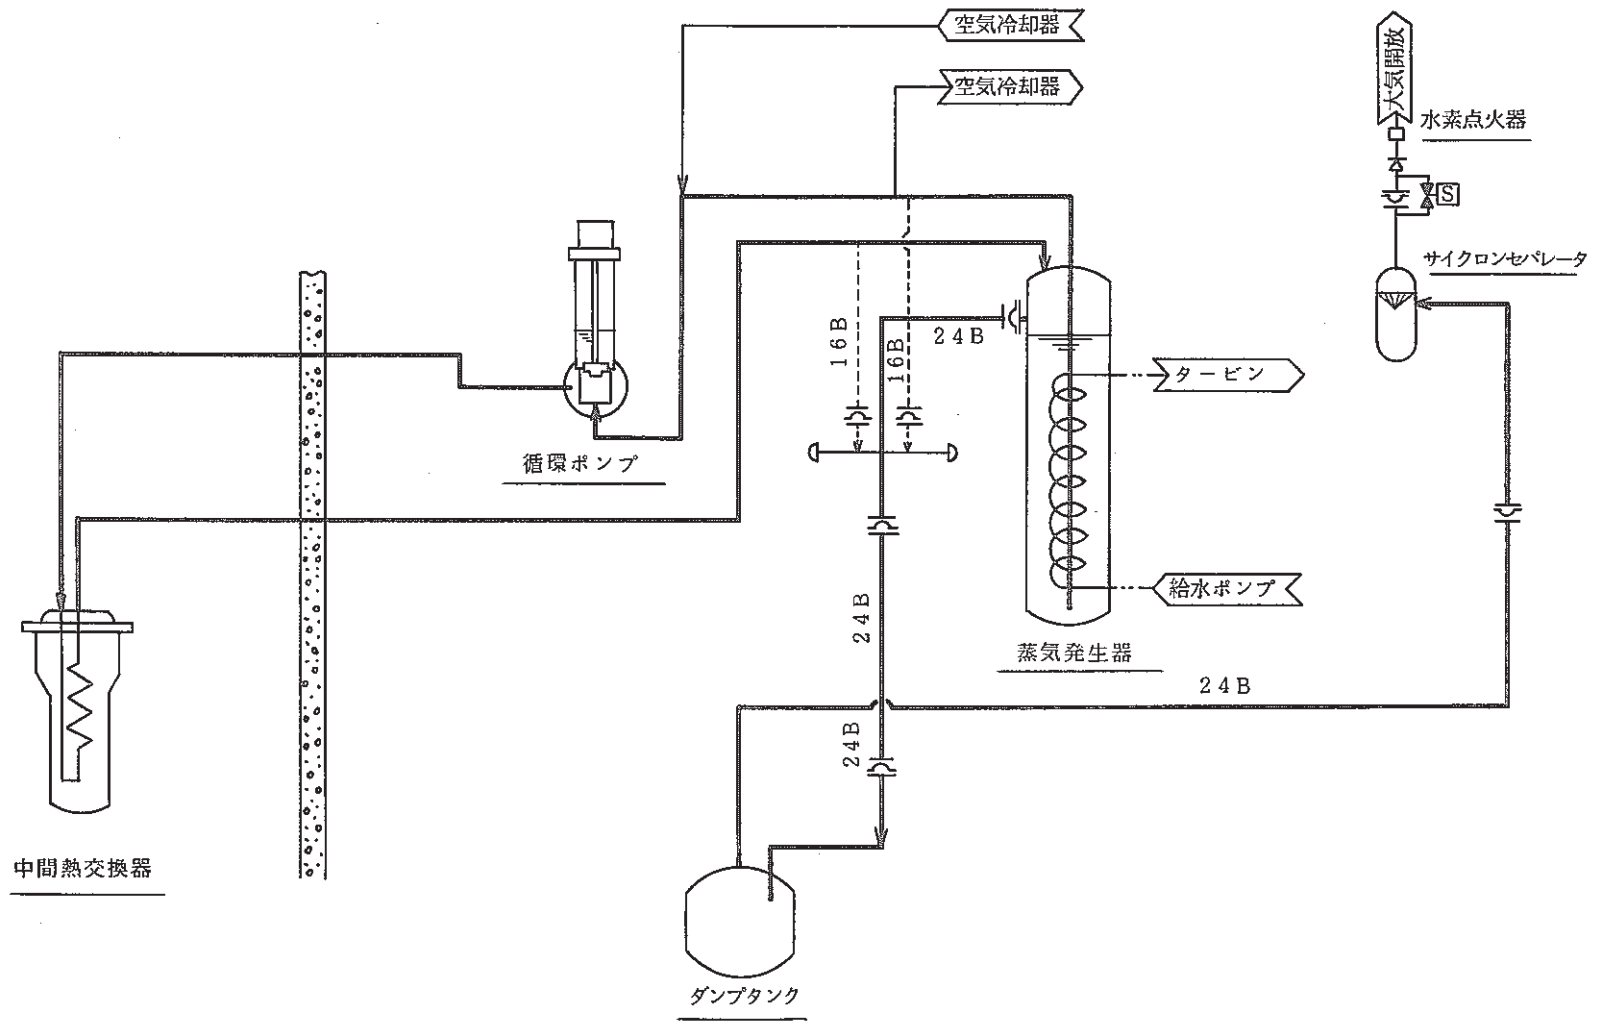 空気冷却器
空気冷却器
大気開放
水素点火器
S
サイクロンセパレータ
16B
16B
24B
タービン
循環ポンプ
給水ポンプ
24B
蒸気発生器
24B
24B
中間熱交換器
ダンプタンク